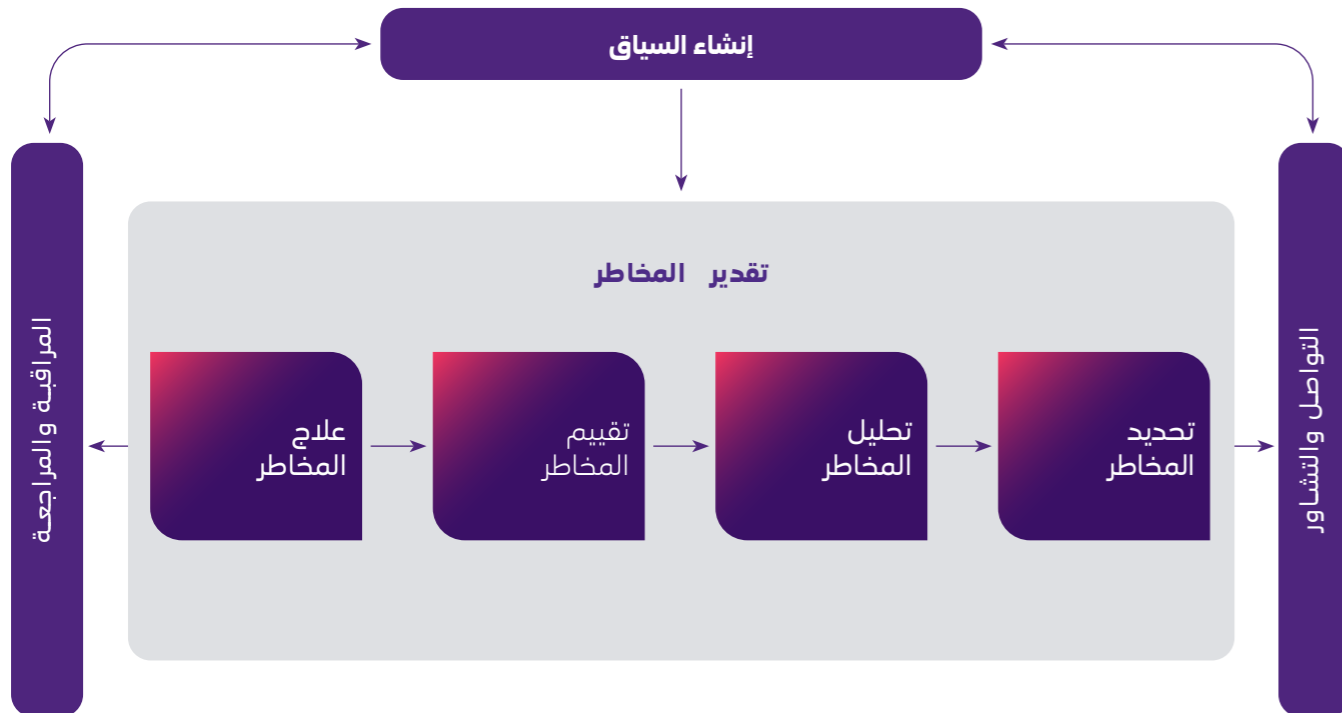 إنشاء السياق
تقدير المخاطر
تحديد
المخاطر
تحليل
المخاطر
تقييم
المخاطر
علاج
المخاطر
التواصل والتشاور
المراقبة والمراجعة